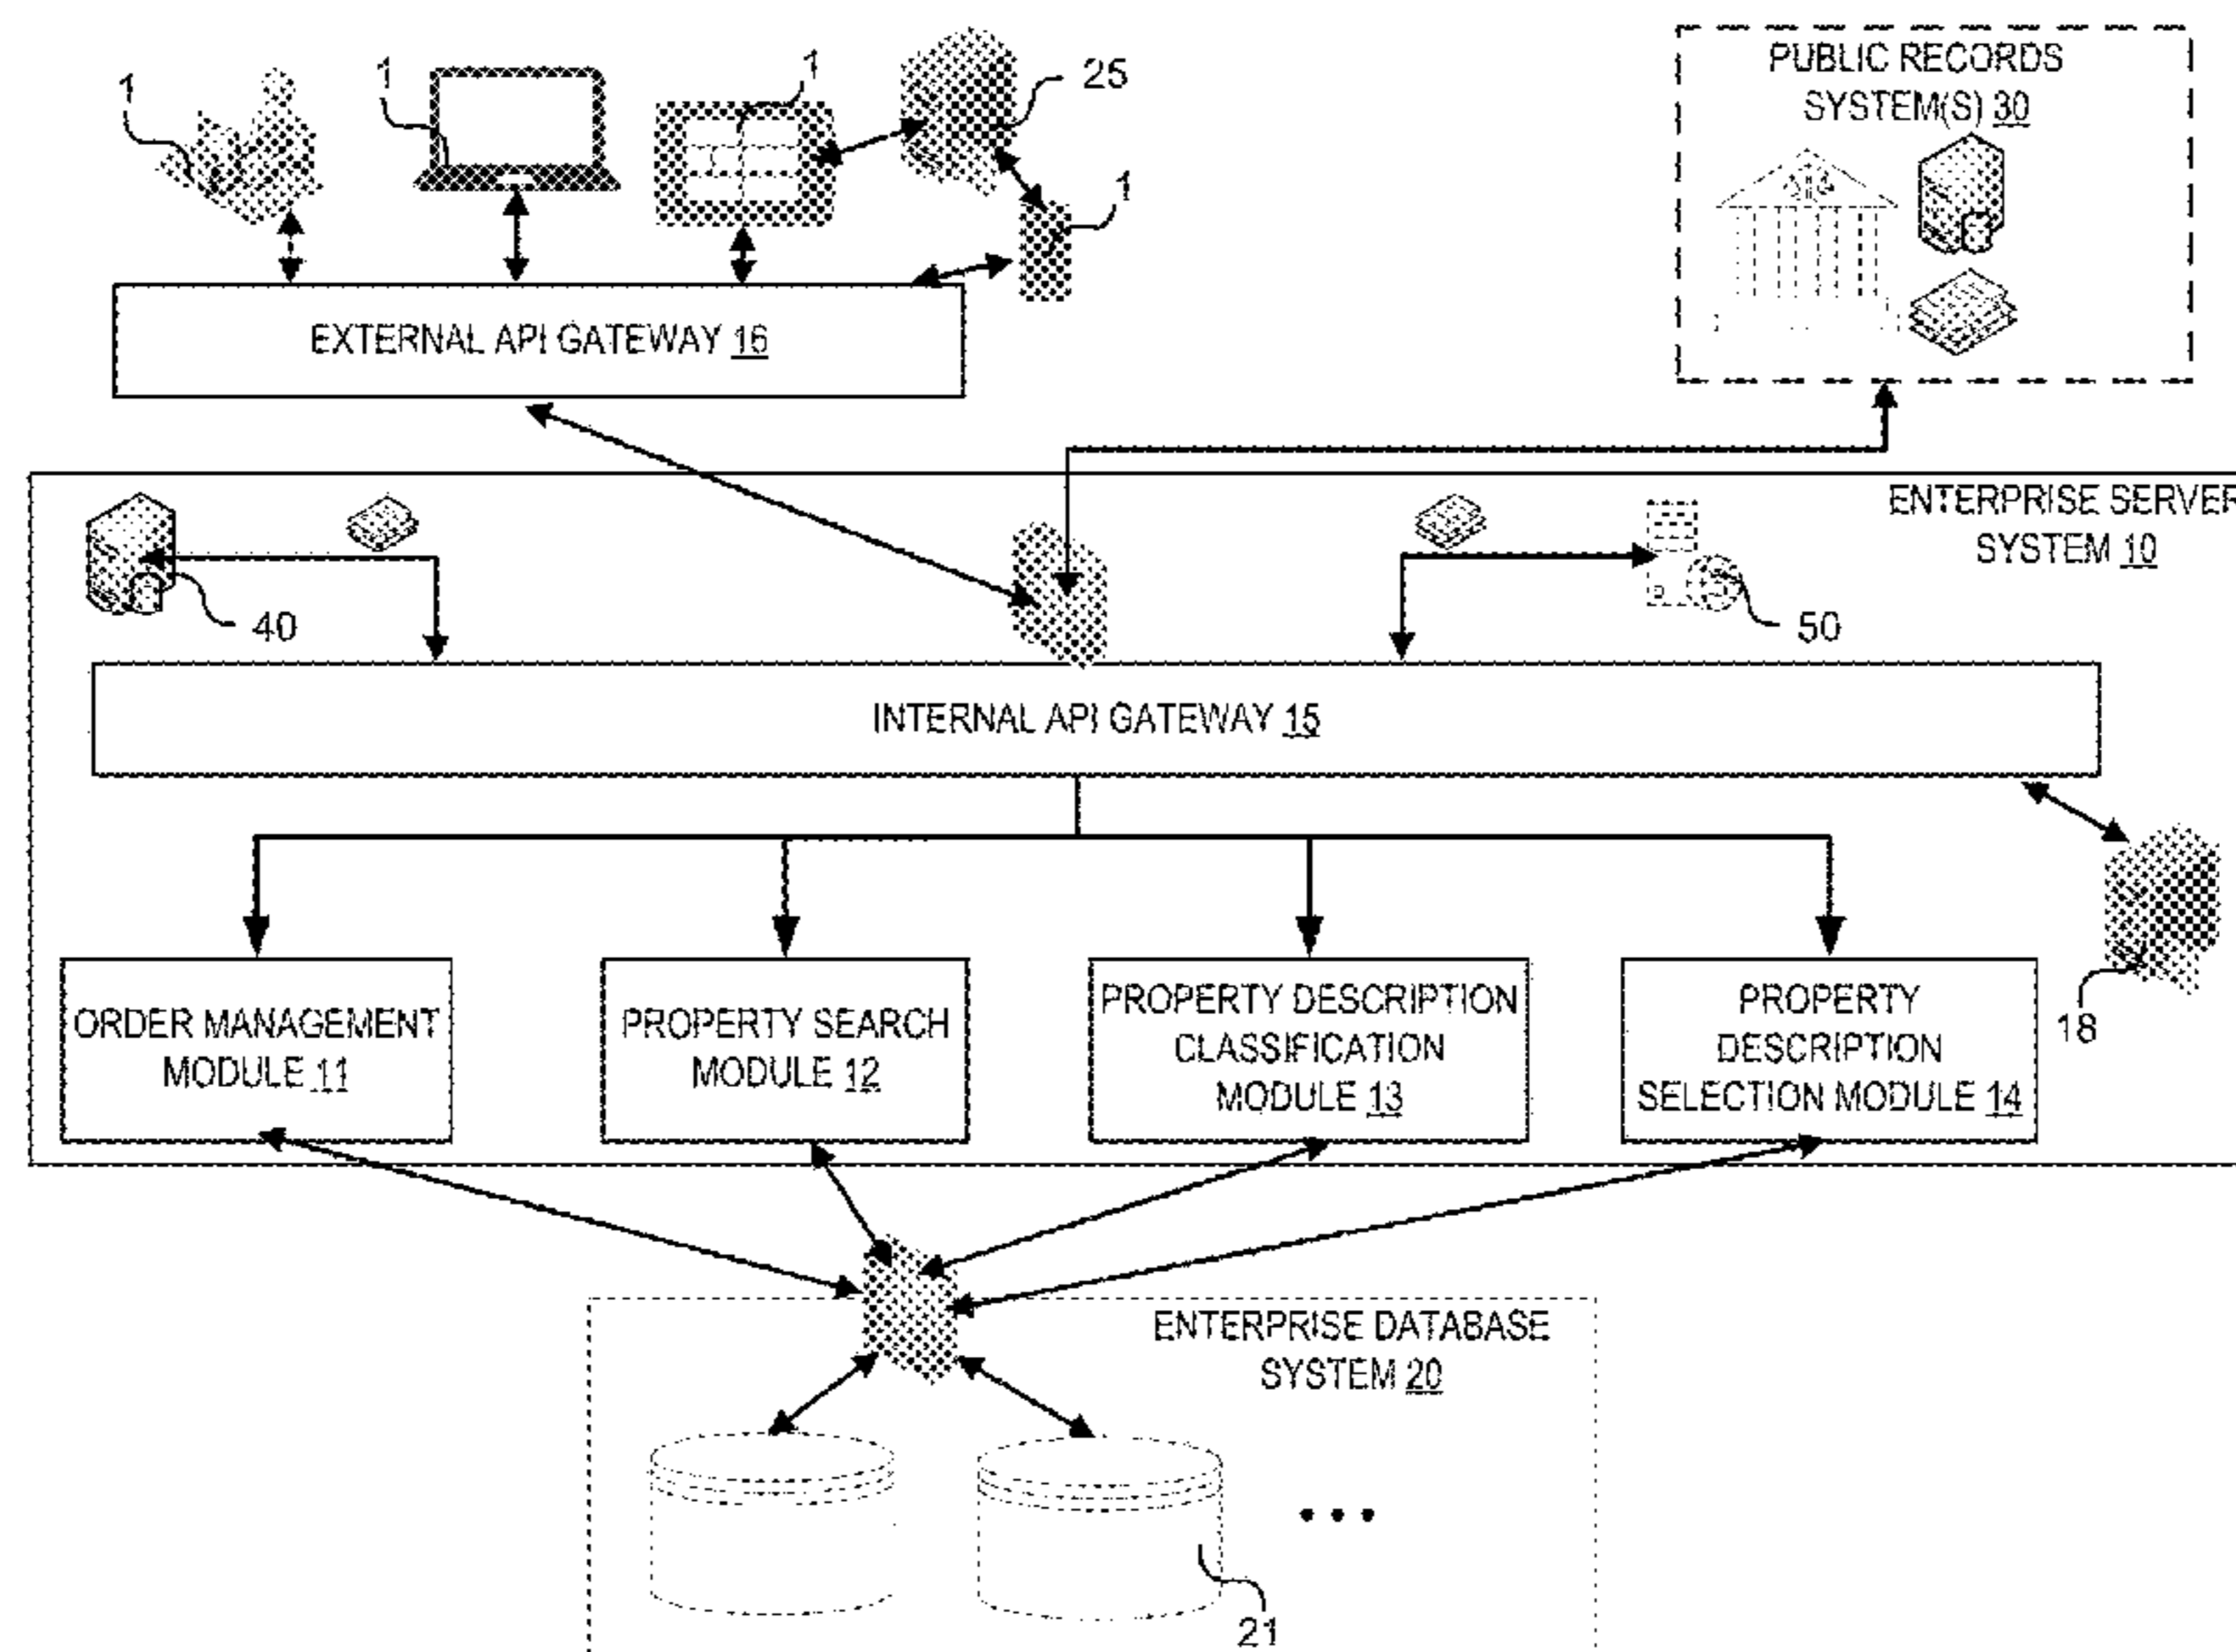 1
1
1
25
1
PUBLIC RECORDS
SYSTEM(S) 30
EXTERNAL API GATEWAY 16
ENTERPRISE SERVER
SYSTEM 10
40
50
INTERNAL API GATEWAY 15
18
ORDER MANAGEMENT
MODULE 11
PROPERTY SEARCH
MODULE 12
PROPERTY DESCRIPTION
CLASSIFICATION
MODULE 13
PROPERTY
DESCRIPTION
SELECTION MODULE 14
ENTERPRISE DATABASE
SYSTEM 20
21